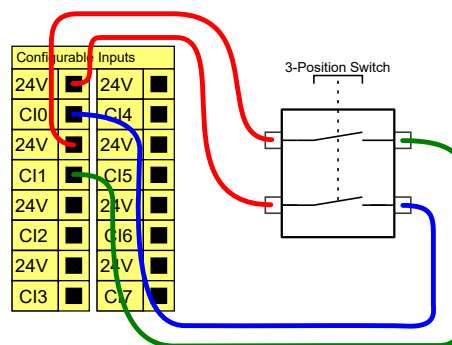 Configurable Inputs
3-Position Switch
24V 24V
CI0 CI4
24V 24V
CI1 CI5
24V 24V
CI2 CI6
24V 24V
CI3 CI7